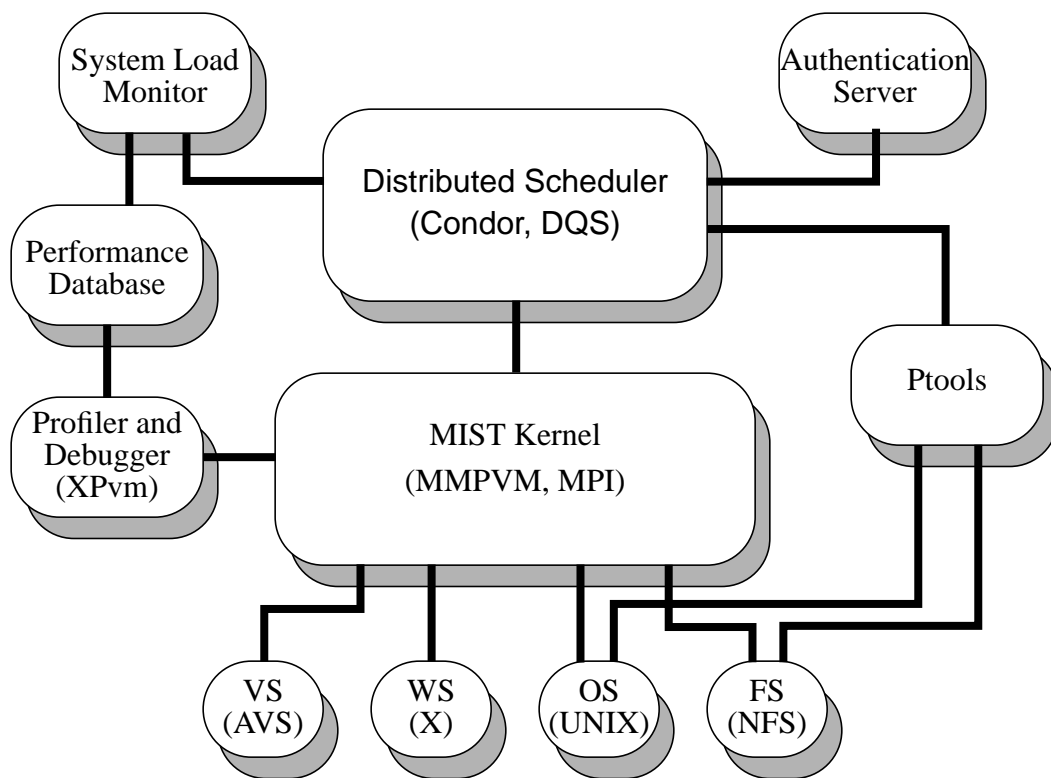 System Load
Monitor
Authentication
Server
Distributed Scheduler
(Condor, DQS)
Performance
Database
Ptools
Profiler and
Debugger
(XPvm)
MIST Kernel
(MMPVM, MPI)
VS
(AVS)
WS
(X)
OS
(UNIX)
FS
(NFS)